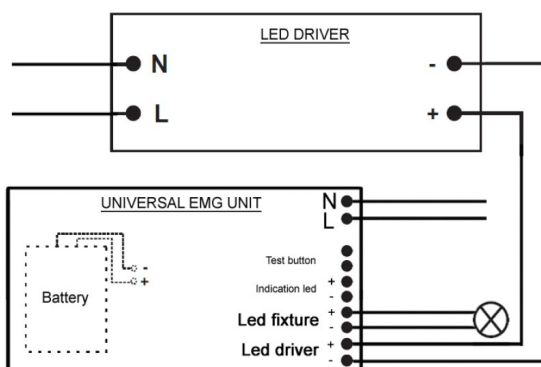 LED DRIVER
N -
L +
UNIVERSAL EMG UNIT
N
L
Test button
+
Indication led
-
Battery
-
+
Led fixture +
-
Led driver +
-